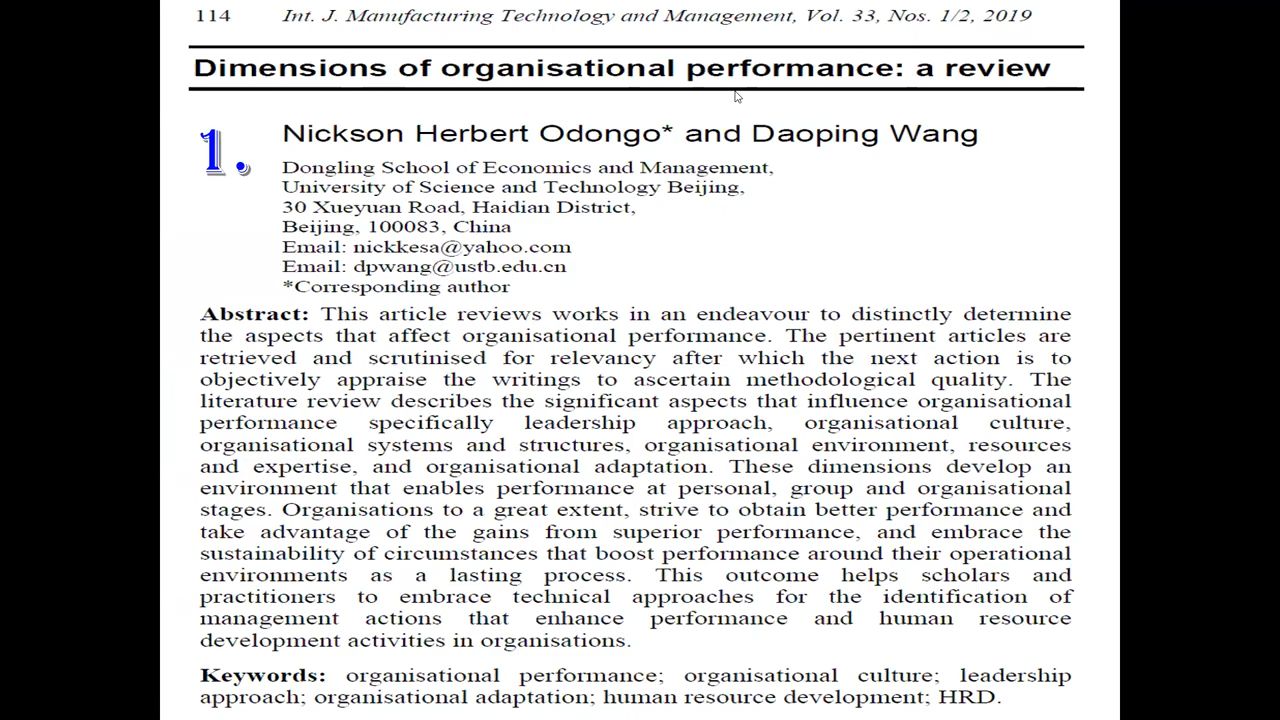 114 Int. J. Manufacturing Technology and Management, Vol. 33, Nos. 1/2, 2019
Dimensions of organisational performance: a review
1.
Nickson Herbert Odongo* and Daoping Wang
Dongling School of Economics and Management,
University of Science and Technology Beijing,
30 Xueyuan Road, Haidian District,
Beijing, 100083, China
Email: nickkesa@yahoo.com
Email: dpwang@ustb.edu.cn
*Corresponding author
Abstract: This article reviews works in an endeavour to distinctly determine
the aspects that affect organisational performance. The pertinent articles are
retrieved and scrutinised for relevancy after which the next action is to
objectively appraise the writings to ascertain methodological quality. The
literature review describes the significant aspects that influence organisational
performance specifically leadership approach, organisational culture,
organisational systems and structures, organisational environment, resources
and expertise, and organisational adaptation. These dimensions develop an
environment that enables performance at personal, group and organisational
stages. Organisations to a great extent, strive to obtain better performance and
take advantage of the gains from superior performance, and embrace the
sustainability of circumstances that boost performance around their operational
environments as a lasting process. This outcome helps scholars and
practitioners to embrace technical approaches for the identification of
management actions that enhance performance and human resource
development activities in organisations.
Keywords: organisational performance; organisational culture; leadership
approach; organisational adaptation; human resource development; HRD.